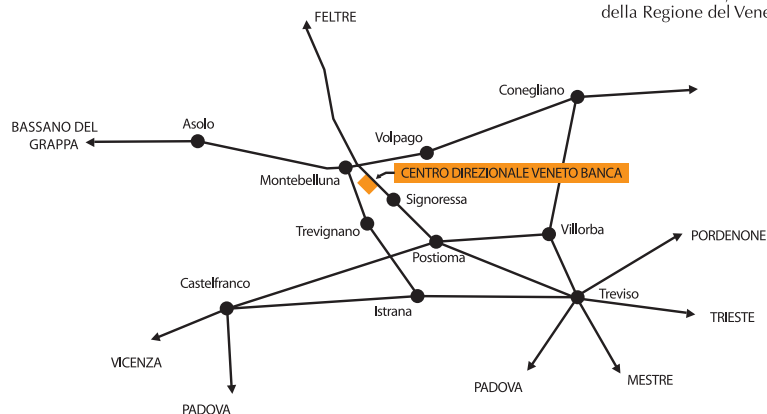 della Regione del Vene
FELTRE
Conegliano
Asolo
BASSANO DEL
GRAPPA
Volpago
CENTRO DIREZIONALE VENETO BANCA
Montebelluna
Signoressa
Trevignano
Villorba
PORDENONE
Postioma
Castelfranco
Treviso
Istrana
TRIESTE
VICENZA
PADOVA
MESTRE
PADOVA